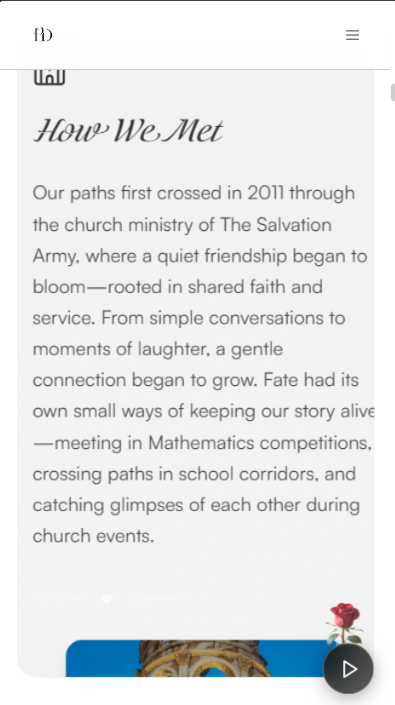 How We Met
Our paths first crossed in 2011 through
the church ministry of The Salvation
Army, where a quiet friendship began to
bloom—rooted in shared faith and
service. From simple conversations to
moments of laughter, a gentle
connection began to grow. Fate had its
own small ways of keeping our story alive
—meeting in Mathematics competitions,
crossing paths in school corridors, and
catching glimpses of each other during
church events.